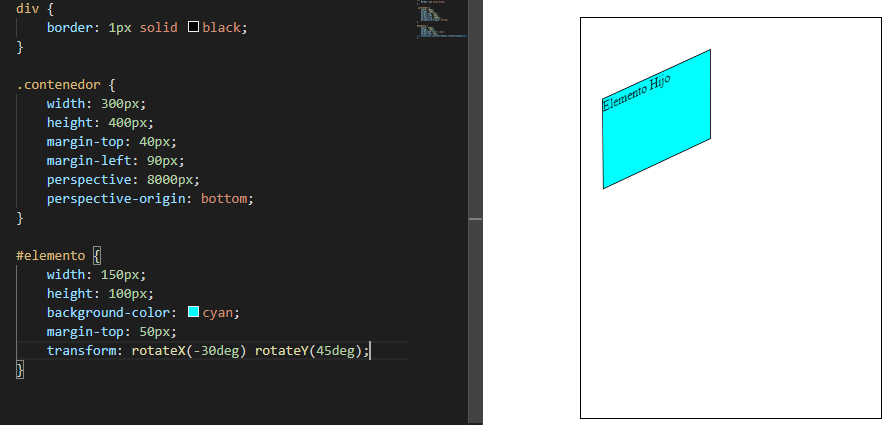 div {
border: 1px solid black;
}
.contenedor {
width: 300px;
height: 400px;
margin-top: 40px;
margin-left: 90px;
perspective: 8000px;
perspective-origin: bottom;
}
#elemento {
width: 150px;
height: 100px;
background-color: cyan;
margin-top: 50px;
transform: rotateX(-30deg) rotateY(45deg);
}
Elemento Hijo